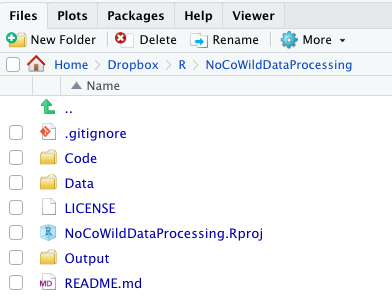 Files Plots Packages Help Viewer
New Folder Delete Rename More
Home Dropbox R NoCoWildDataProcessing
Name
..
.gitignore
Code
Data
LICENSE
NoCoWildDataProcessing.Rproj
Output
MD README.md